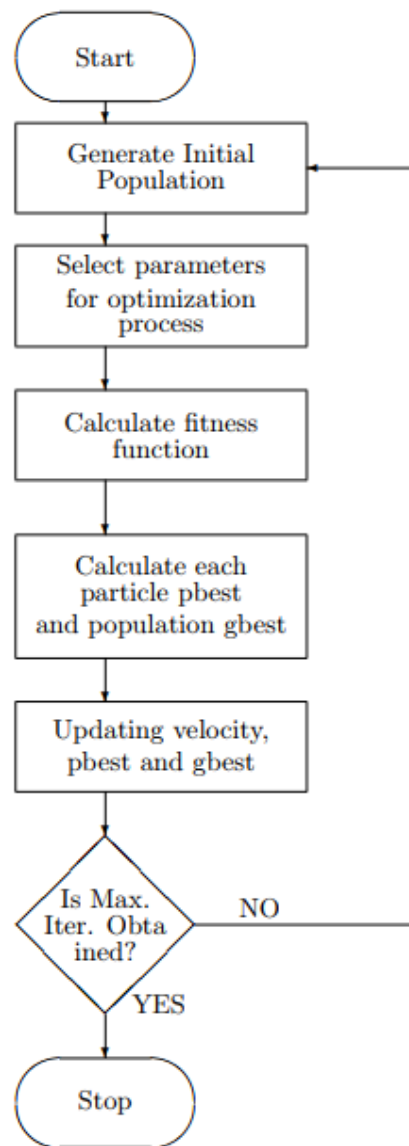 Start
Generate Initial
Population
Select parameters
for optimization
process
Calculate fitness
function
Calculate each
particle pbest
and population gbest
Updating velocity,
pbest and gbest
Is Max.
Iter. Obta
ined?
NO
YES
Stop